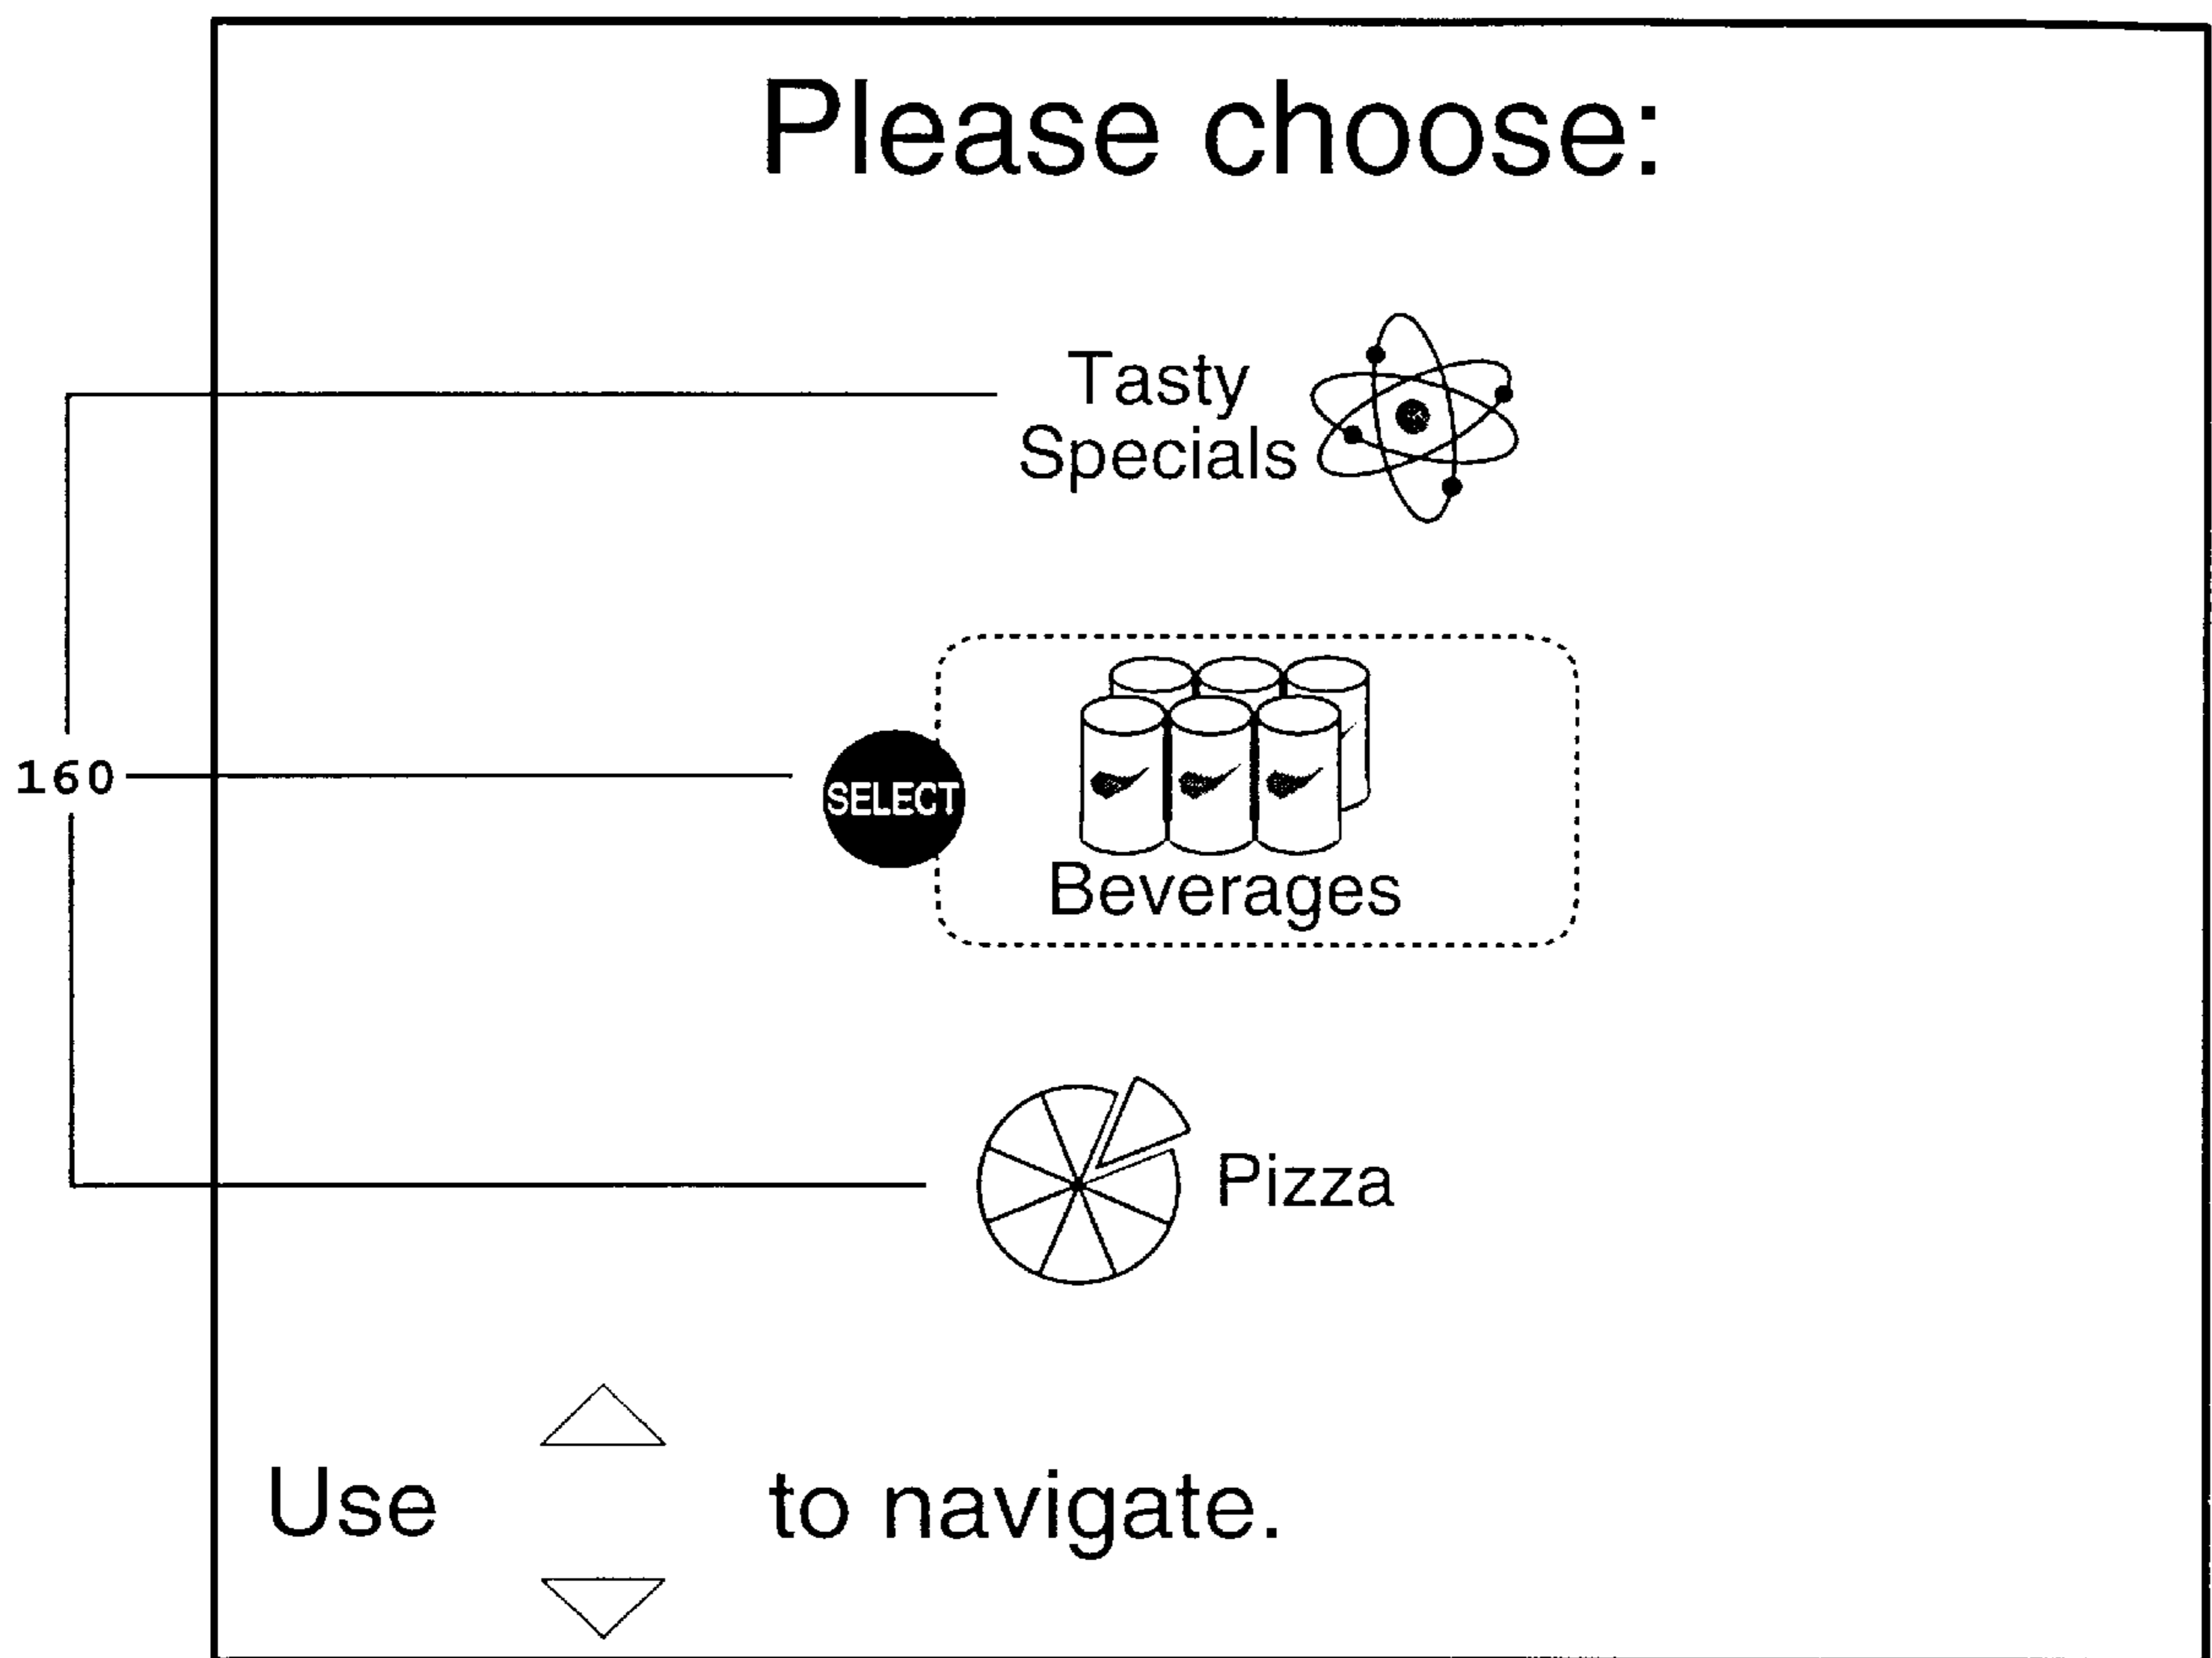 Please choose:
Tasty
Specials
160
SELECT
Beverages
Pizza
Use to navigate.